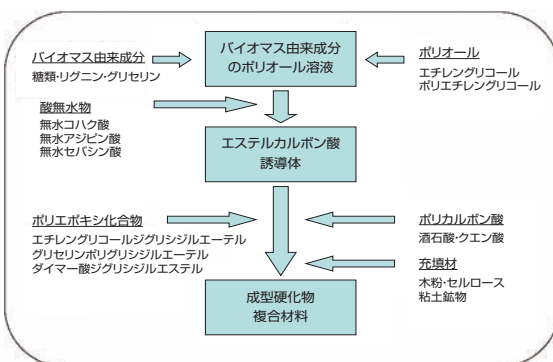 バイオマス由来成分
糖類・リグニン・グリセリン
バイオマス由来成分
のポリオール溶液
ポリオール
エチレングリコール
ポリエチレングリコール
酸無水物
無水コハク酸
無水アジピン酸
無水セバシン酸
エステルカルボン酸
誘導体
ポリエポキシ化合物
エチレングリコールジグリシジルエーテル
グリセリンポリグリシジルエーテル
ダイマー酸ジグリシジルエステル
ポリカルボン酸
酒石酸・クエン酸
充填材
木粉・セルロース
粘土鉱物
成型硬化物
複合材料